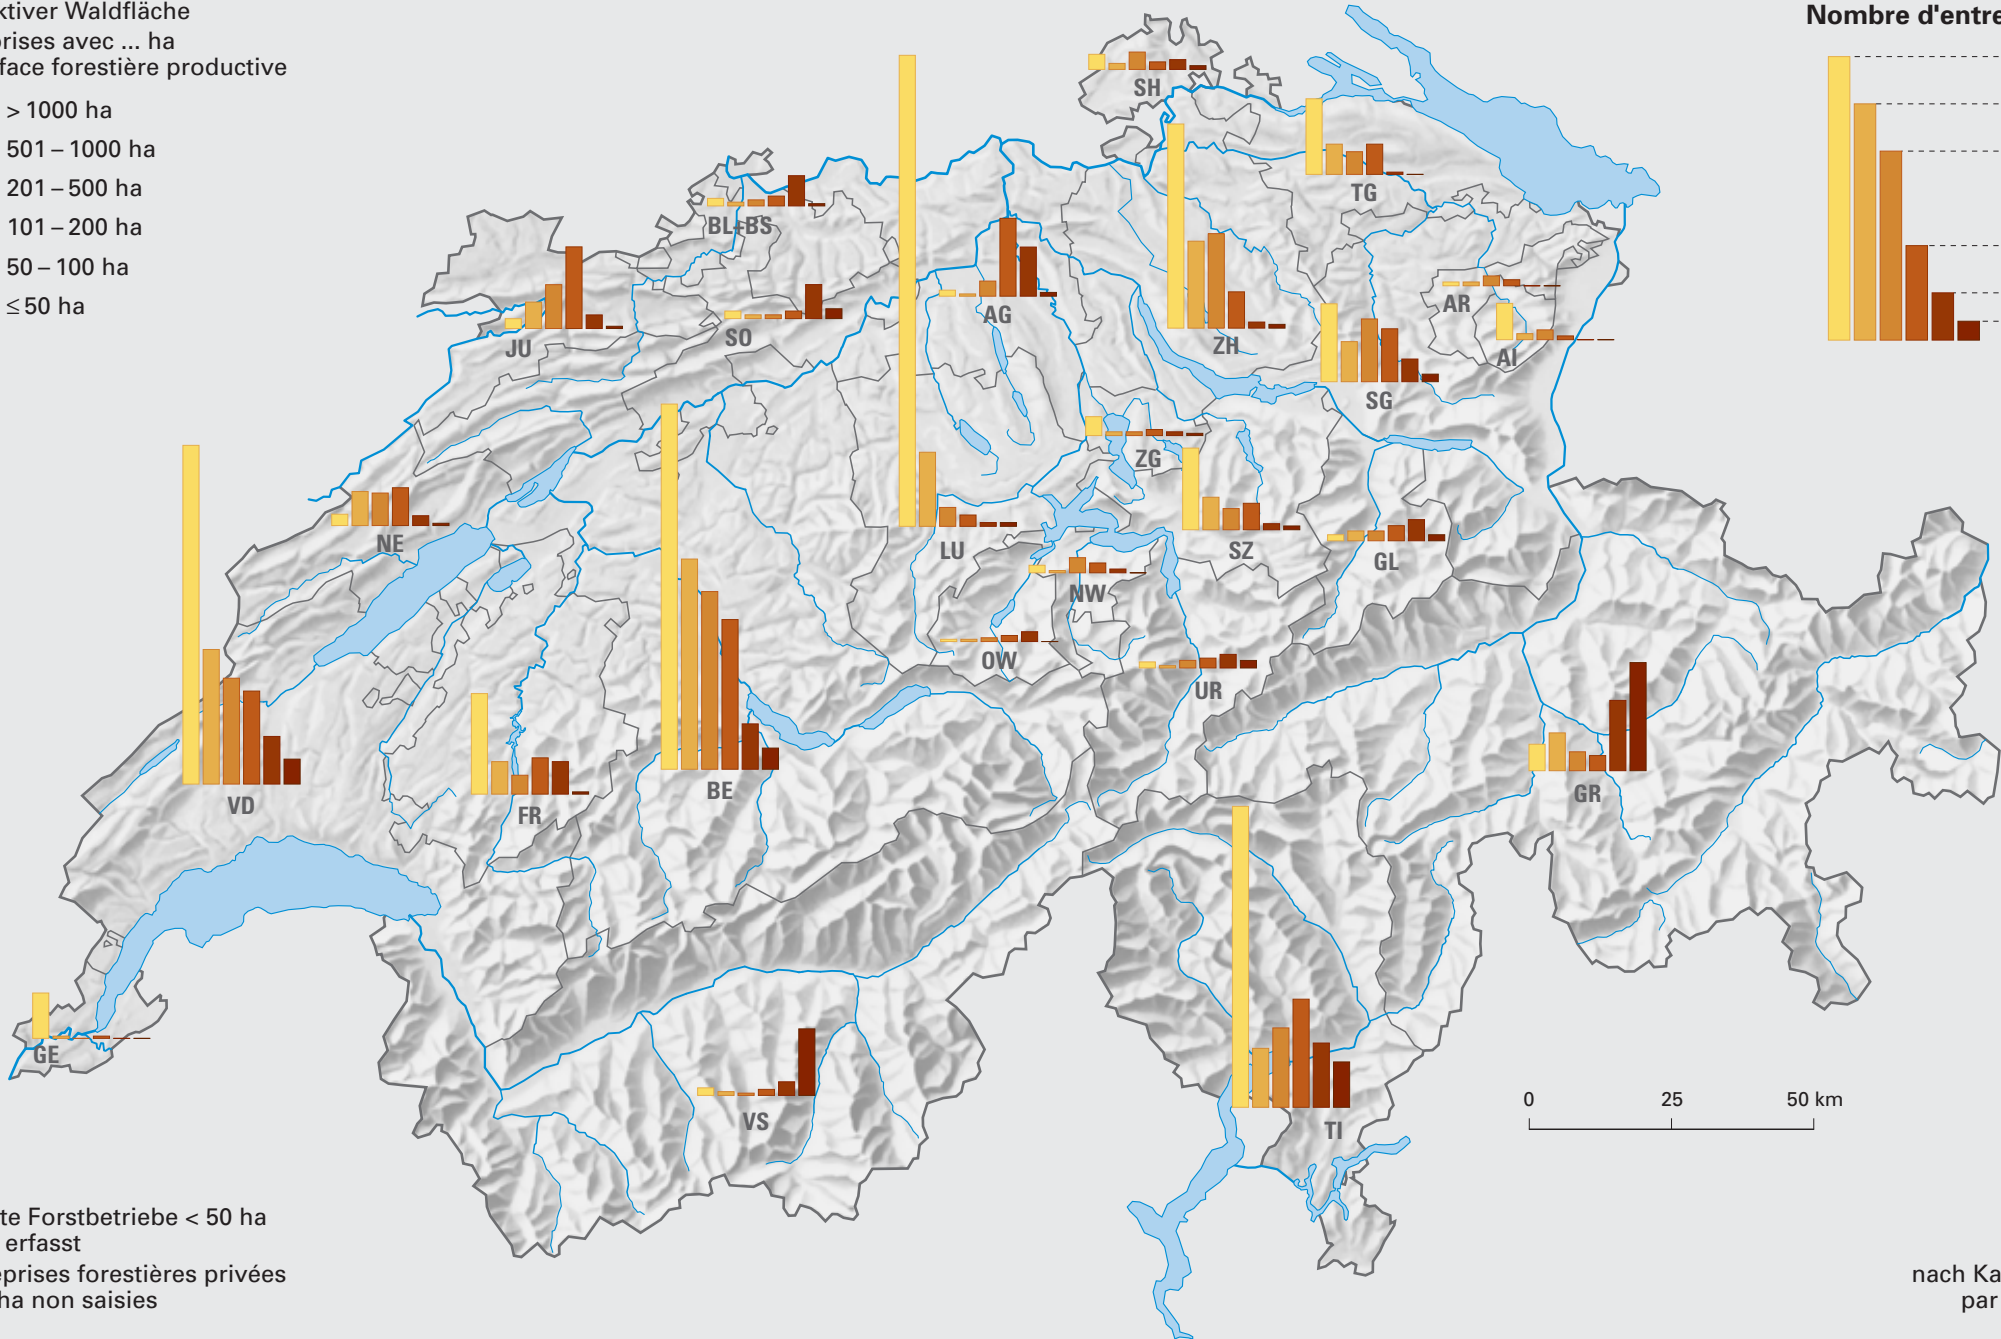 ktiver Waldfläche
rises avec ... ha
face forestière productive
> 1000 ha
501 – 1000 ha
201 – 500 ha
101 – 200 ha
50 – 100 ha
≤ 50 ha
Nombre d'entre
SH
TG
BL+BS
AR
AG
AI
SO
JU
ZH
SG
ZG
NE
LU
SZ
GL
NW
OW
UR
BE
GR
VD
FR
GE
VS
TI
0 25 50 km
te Forstbetriebe < 50 ha
erfasst
prises forestières privées
ha non saisies
nach Ka
par